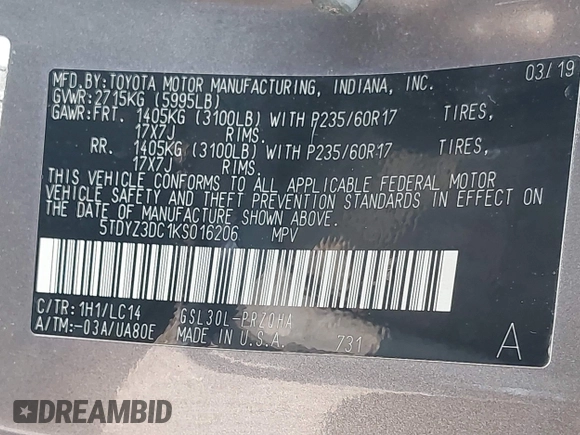 MFD.BY:TOYOTA MOTOR MANUFACTURING, INDIANA, INC. 03/19
GVWR:2715KG (5995LB)
GAWR:FRT. 1405KG (3100LB) WITH P235/60R17 TIRES,
17X7J RIMS.
RR. 1405KG (3100LB) WITH P235/60R17 TIRES,
17X7J RIMS.
THIS VEHICLE CONFORMS TO ALL APPLICABLE FEDERAL MOTOR
VEHICLE SAFETY AND THEFT PREVENTION STANDARDS IN EFFECT ON
THE DATE OF MANUFACTURE SHOWN ABOVE.
5TDYZ3DC1KS016206 MPV
C/TR:1H1/LC14 GSL30L-PRZQHA
A/TM:-03A/UA80E MADE IN U.S.A. 731 A
DREAMBID